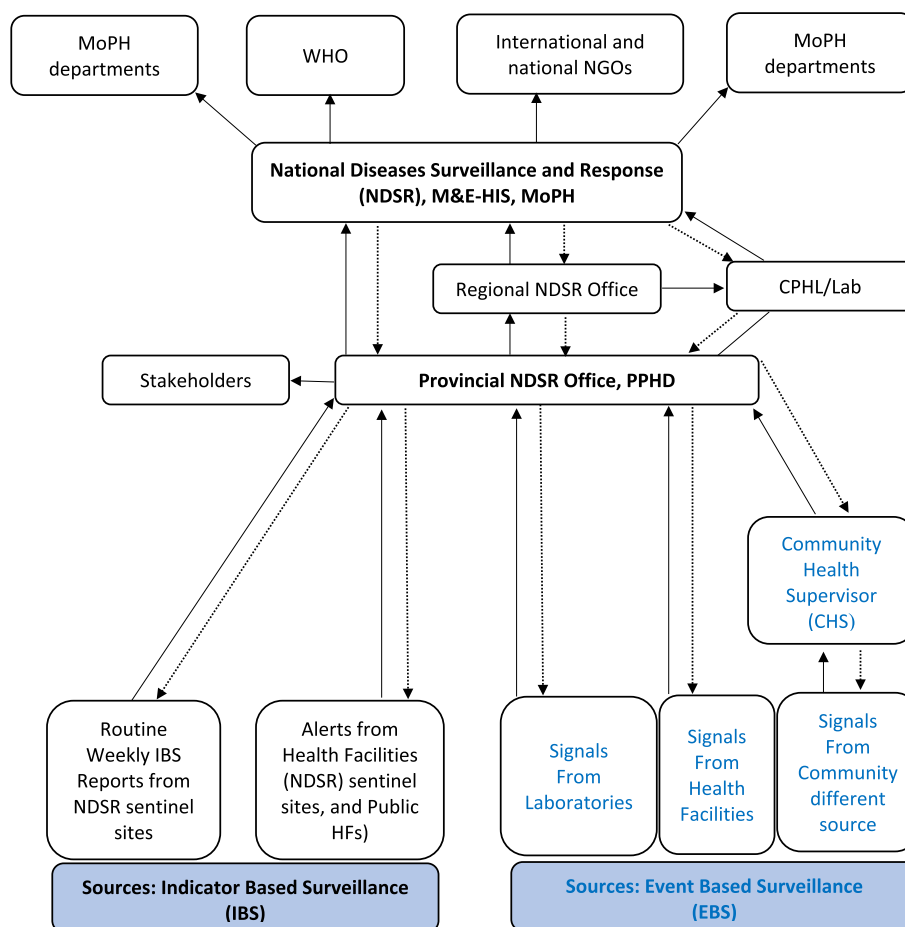 MoPH
departments
WHO
International and
national NGOs
MoPH
departments
National Diseases Surveillance and Response
(NDSR), M&E-HIS, MoPH
Regional NDSR Office
CPHL/Lab
Stakeholders
Provincial NDSR Office, PPHD
Community
Health
Supervisor
(CHS)
Routine
Weekly IBS
Reports from
NDSR sentinel
sites
Alerts from
Health Facilities
(NDSR) sentinel
sites, and Public
HFs)
Signals
From
Laboratories
Signals
From
Health
Facilities
Signals
From
Community
different
source
Sources: Indicator Based Surveillance
(IBS)
Sources: Event Based Surveillance
(EBS)